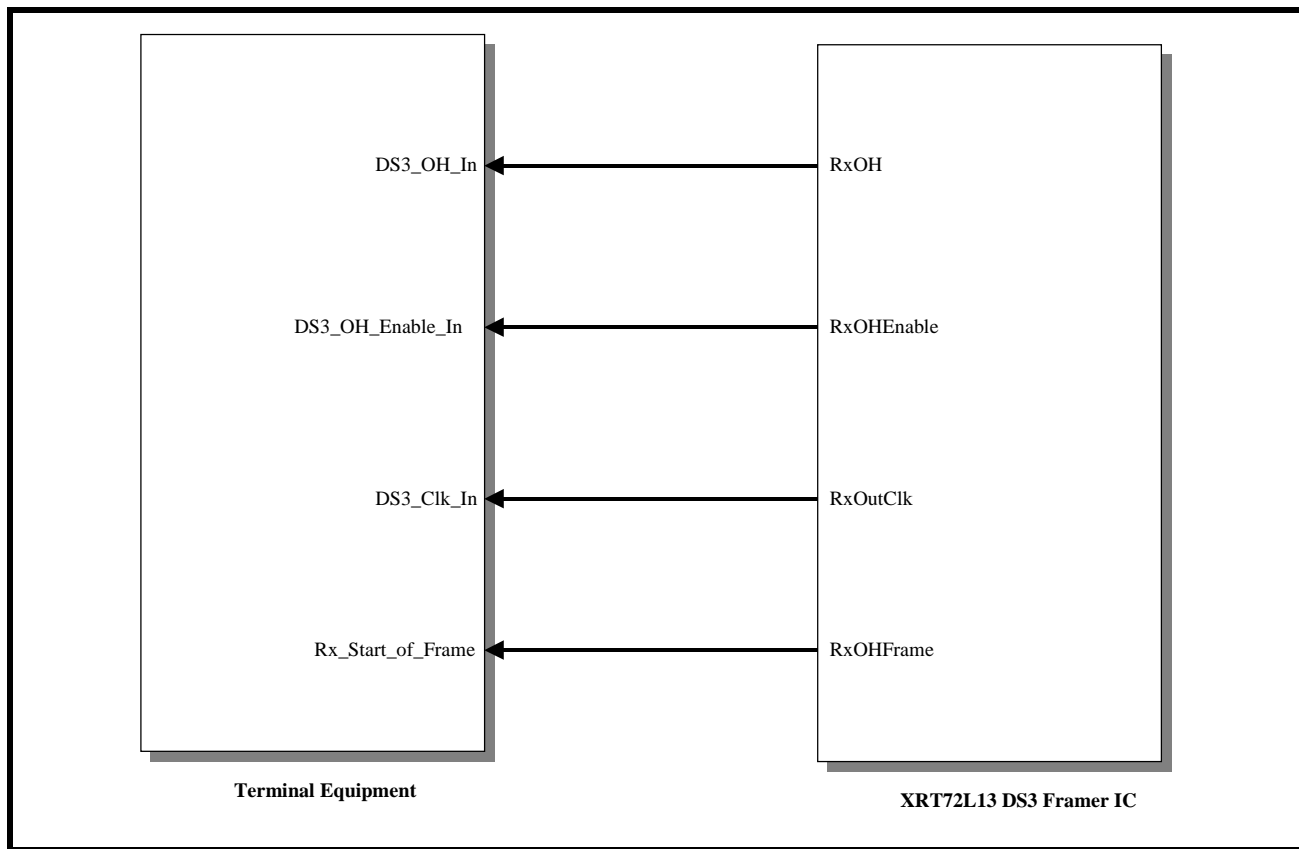 DS3_OH_In
RxOH
DS3_OH_Enable_In
RxOHEnable
DS3_Clk_In
RxOutClk
Rx_Start_of_Frame
RxOHFrame
Terminal Equipment
XRT72L13 DS3 Framer IC